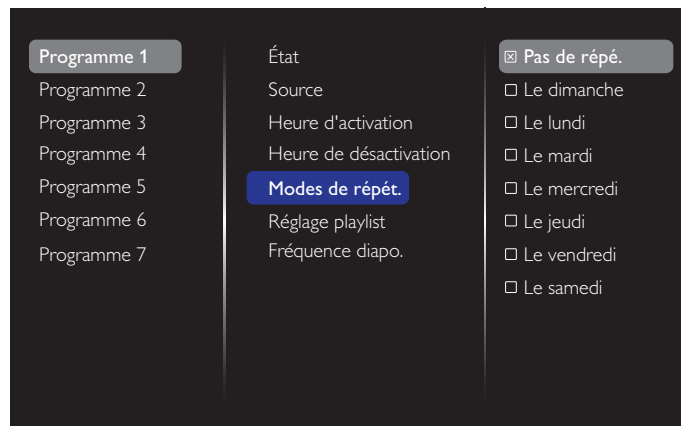 Programme 1
Programme 2
Programme 3
Programme 4
Programme 5
Programme 6
Programme 7
État
Source
Heure d'activation
Heure de désactivation
Modes de répét.
Réglage playlist
Fréquence diapo.
Pas de répé.
Le dimanche
Le lundi
Le mardi
Le mercredi
Le jeudi
Le vendredi
Le samedi